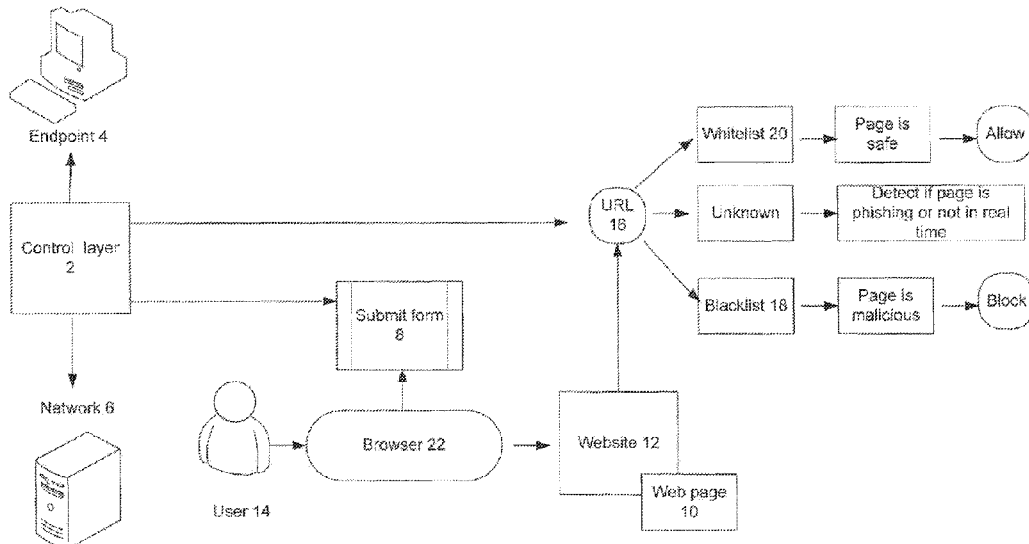 Endpoint 4
Control layer
2
Network 6
Submit form
8
User 14
Browser 22
Website 12
Web page
10
URL
16
Whitelist 20
Page is
safe
Allow
Unknown
Detect if page is
phishing or not in real
time
Blacklist 18
Page is
malicious
Block